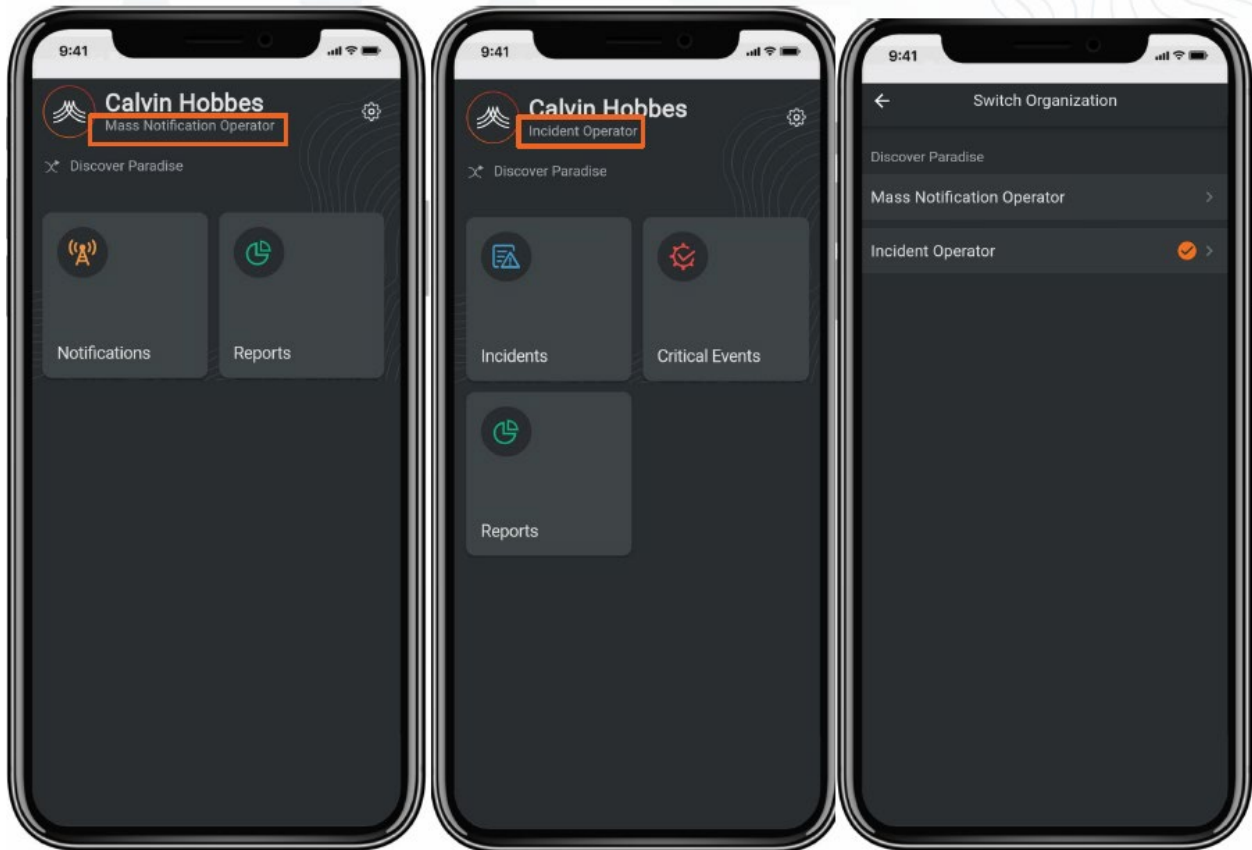 9:41
Calvin Hobbes
Mass Notification Operator
Discover Paradise
Notifications
Reports
9:41
Calvin Hobbes
Incident Operator
Discover Paradise
Incidents
Critical Events
Reports
9:41
Switch Organization
Discover Paradise
Mass Notification Operator
Incident Operator